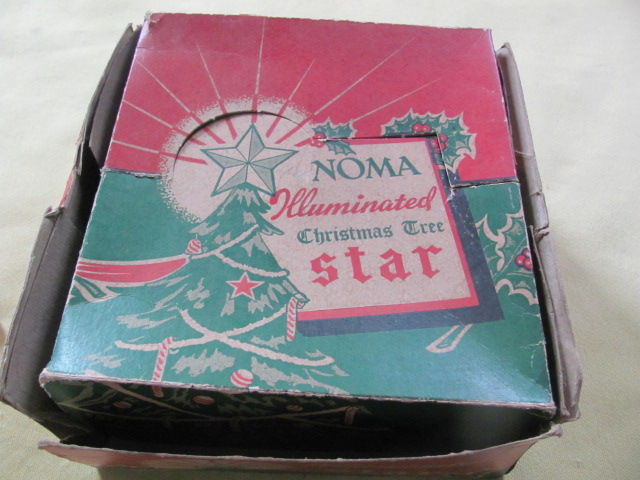 NOMA
Illuminated
Christmas Tree
star